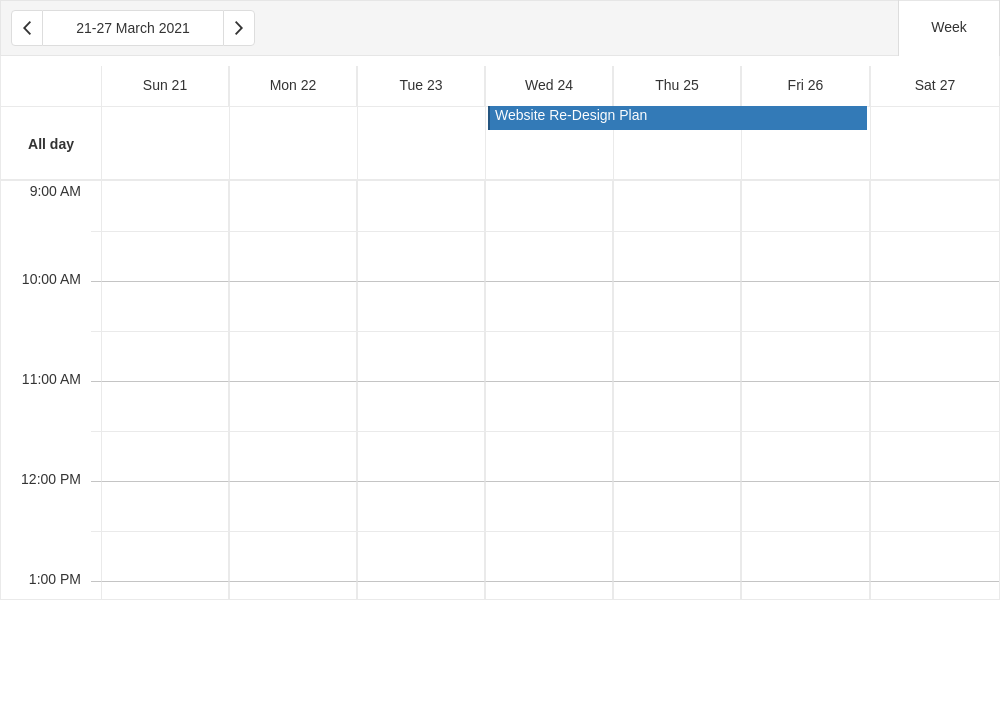 21-27 March 2021
Week
Sun 21
Mon 22
Tue 23
Wed 24
Thu 25
Fri 26
Sat 27
All day
Website Re-Design Plan
9:00 AM
10:00 AM
11:00 AM
12:00 PM
1:00 PM